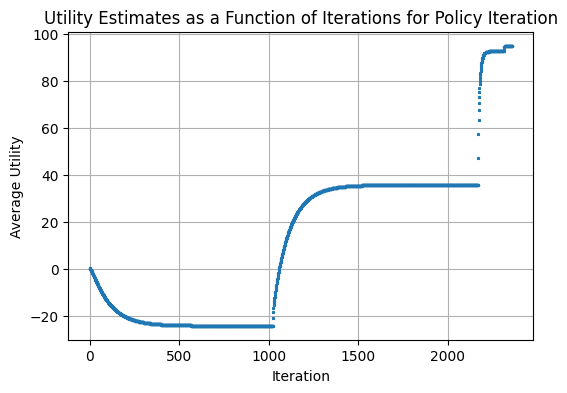 Utility Estimates as a Function of Iterations for Policy Iteration
100
80
60
40
20
0
−20
Average Utility
0 500 1000 1500 2000
Iteration